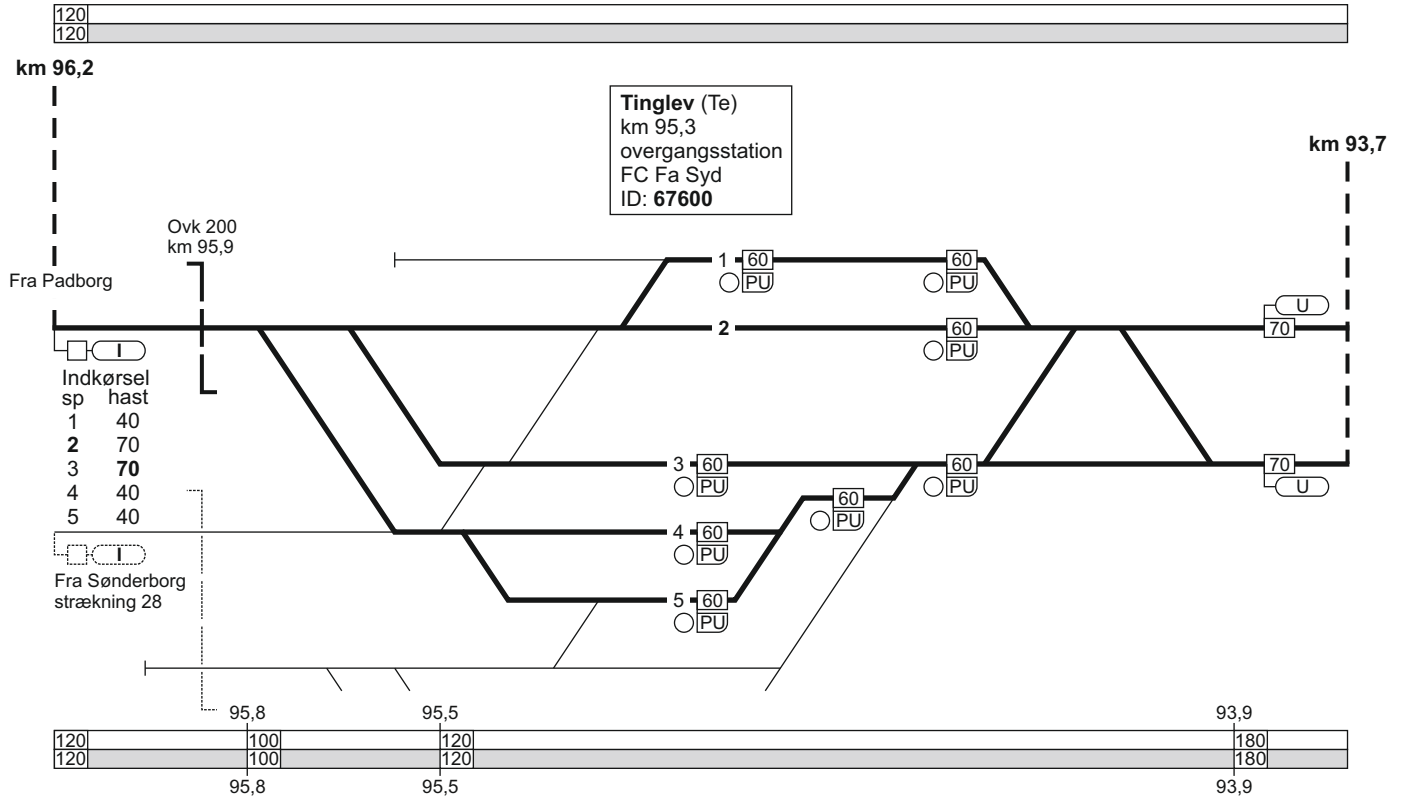 120
120
km 96,2
Tinglev (Te)
km 95,3
overgangsstation
FC Fa Syd
ID: 67600
km 93,7
Ovk 200
km 95,9
Fra Padborg
1 60 60
PU PU
U
2 60 70
I PU
Indkørsel
sp hast
1 40
2 70
3 70
4 40
5 40
3 60 60 70
PU PU U
60
PU
4 60
I PU
Fra Sønderborg
strækning 28
5 60
PU
95,8 95,5 93,9
120 100 120 180
120 100 120 180
95,8 95,5 93,9